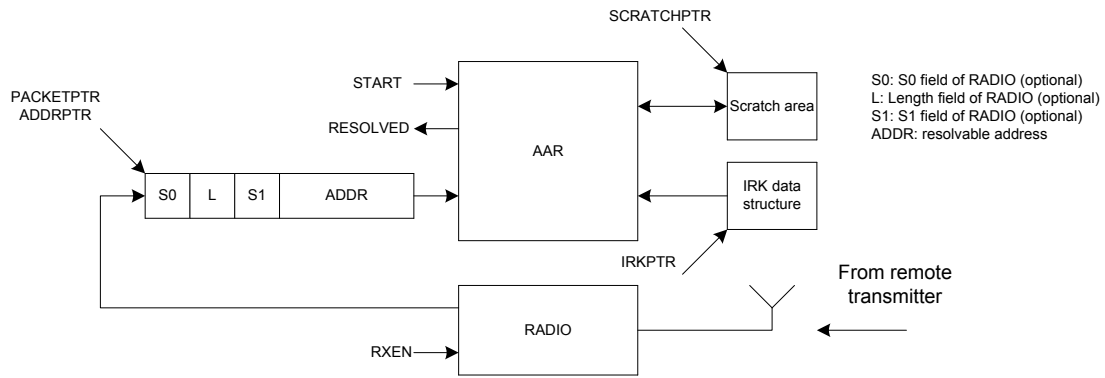 SCRATCHPTR
START
PACKETPTR
ADDRPTR
RESOLVED
AAR
Scratch area
S0: S0 field of RADIO (optional)
L: Length field of RADIO (optional)
S1: S1 field of RADIO (optional)
ADDR: resolvable address
S0
L
S1
ADDR
IRK data
structure
IRKPTR
From remote
transmitter
RADIO
RXEN